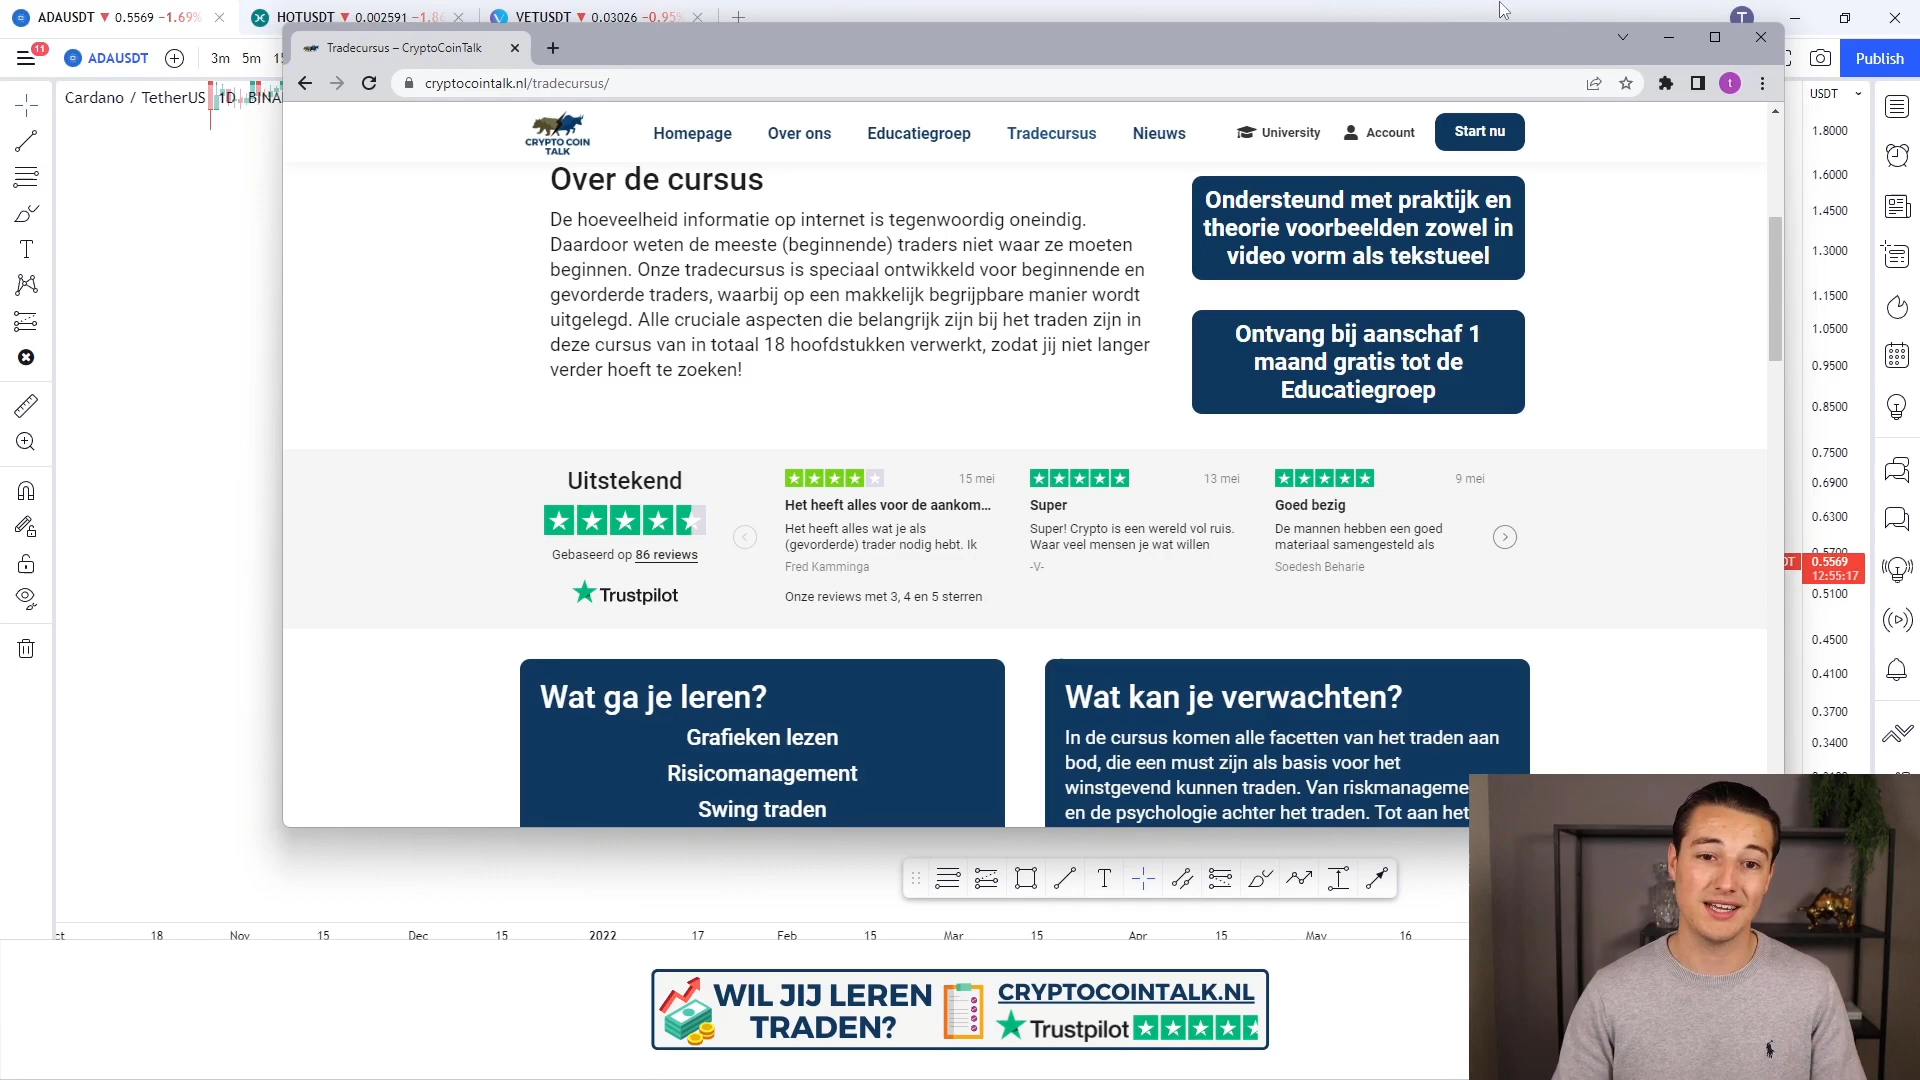 ADAUSDT ▼ 0.5569 −1.69%
HOTUSDT ▼ 0.002591 −1.8
VETUSDT ▼ 0.03026 −0.95%
T
11
ADAUSDT
3m 5m
Publish
Tradecursus – CryptoCoinTalk
cryptocointalk.nl/tradecursus/
t
Cardano / TetherUS
1D
BINA
USDT
CRYPTO COIN
TALK
Homepage
Over ons
Educatiegroep
Tradecursus
Nieuws
University
Account
Start nu
Over de cursus
De hoeveelheid informatie op internet is tegenwoordig oneindig.
Daardoor weten de meeste (beginnende) traders niet waar ze moeten
beginnen. Onze tradecursus is speciaal ontwikkeld voor beginnende en
gevorderde traders, waarbij op een makkelijk begrijpbare manier wordt
uitgelegd. Alle cruciale aspecten die belangrijk zijn bij het traden zijn in
deze cursus van in totaal 18 hoofdstukken verwerkt, zodat jij niet langer
verder hoeft te zoeken!
Ondersteund met praktijk en
theorie voorbeelden zowel in
video vorm als tekstueel
Ontvang bij aanschaf 1
maand gratis tot de
Educatiegroep
Uitstekend
Gebaseerd op 86 reviews
Trustpilot
15 mei
Het heeft alles voor de aankom...
Het heeft alles wat je als
(gevorderde) trader nodig hebt. Ik
Fred Kamminga
13 mei
Super
Super! Crypto is een wereld vol ruis.
Waar veel mensen je wat willen
-V-
9 mei
Goed bezig
De mannen hebben een goed
materiaal samengesteld als
Soedesh Beharie
Onze reviews met 3, 4 en 5 sterren
Wat ga je leren?
Grafieken lezen
Risicomanagement
Swing traden
Wat kan je verwachten?
In de cursus komen alle facetten van het traden aan
bod, die een must zijn als basis voor het
winstgevend kunnen traden. Van riskmanageme
en de psychologie achter het traden. Tot aan het
1.8000
1.6000
1.4500
1.3000
1.1500
1.0500
0.9500
0.8500
0.7500
0.6900
0.6300
0.5700
DT 0.5569
12:55:17
0.5100
0.4500
0.4100
0.3700
0.3400
ct 18 Nov 15 Dec 15 2022 17 Feb 15 Mar 15 Apr 15 May 16
WIL JIJ LEREN
TRADEN?
CRYPTOCOINTALK.NL
Trustpilot